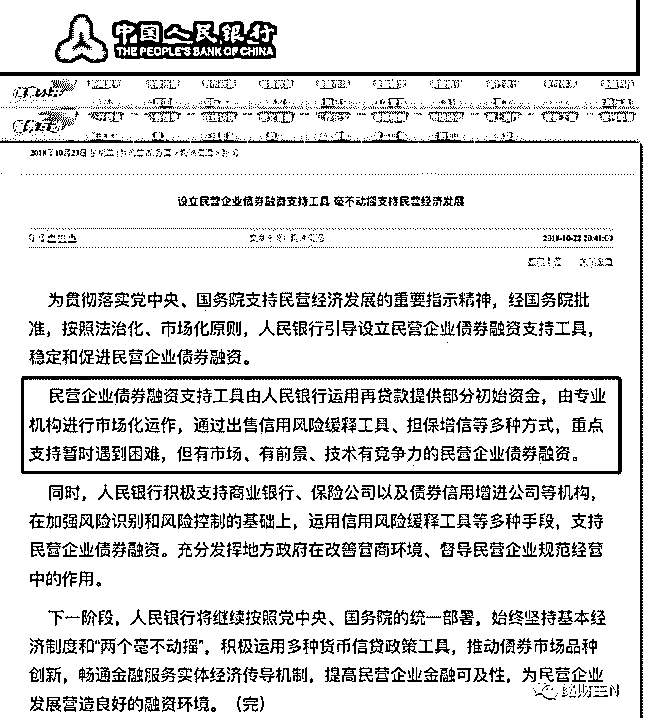 中国人民银行
THE PEOPLE'S BANK OF CHINA
设立民营企业债券融资支持工具 毫不动摇支持民营经济发展
为贯彻落实党中央、国务院支持民营经济发展的重要指示精神，经国务院批
准，按照法治化、市场化原则，人民银行引导设立民营企业债券融资支持工具，
稳定和促进民营企业债券融资。
民营企业债券融资支持工具由人民银行运用再贷款提供部分初始资金，由专业
机构进行市场化运作，通过出售信用风险缓释工具、担保增信等多种方式，重点
支持暂时遇到困难，但有市场、有前景、技术有竞争力的民营企业债券融资。
同时，人民银行积极支持商业银行、保险公司以及债券信用增进公司等机构，
在加强风险识别和风险控制的基础上，运用信用风险缓释工具等多种手段，支持
民营企业债券融资。充分发挥地方政府在改善营商环境、督导民营企业规范经营
中的作用。
下一阶段，人民银行将继续按照党中央、国务院的统一部署，始终坚持基本经
济制度和“两个毫不动摇”，积极运用多种货币信贷政策工具，推动债券市场品种
创新，畅通金融服务实体经济传导机制，提高民营企业金融可及性，为民营企业
发展营造良好的融资环境。（完）